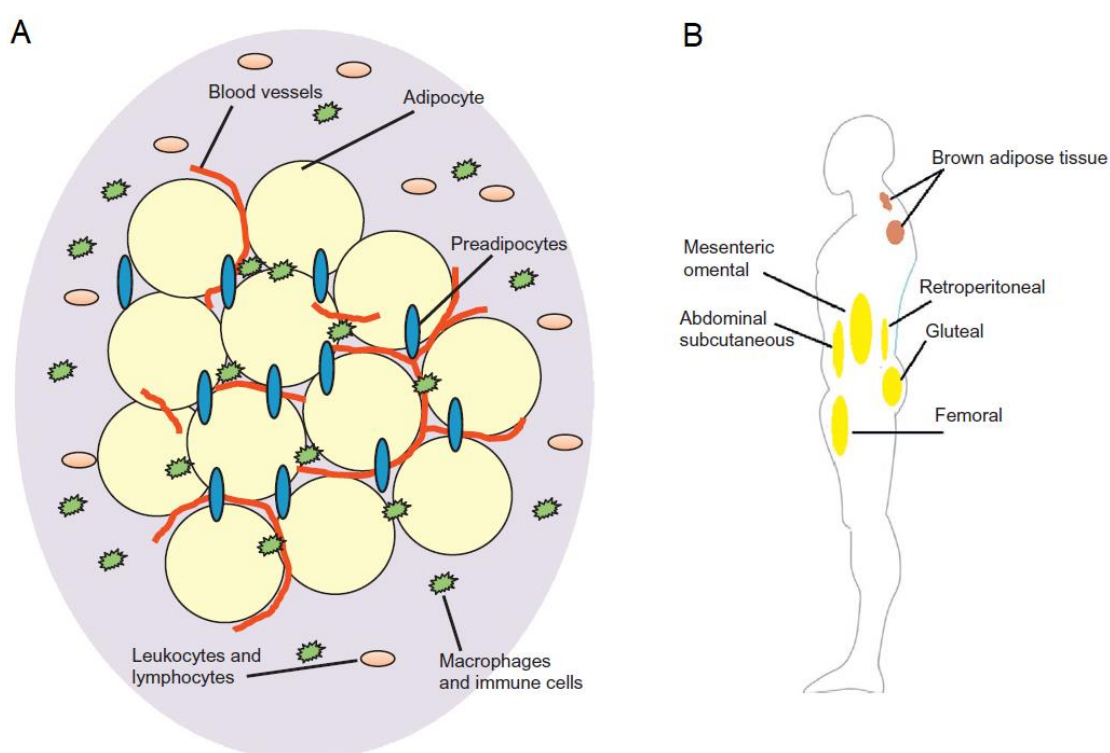 A
Blood vessels
Adipocyte
Preadipocytes
Leukocytes and
lymphocytes
Macrophages
and immune cells
B
Brown adipose tissue
Mesenteric
omental
Retroperitoneal
Abdominal
subcutaneous
Gluteal
Femoral